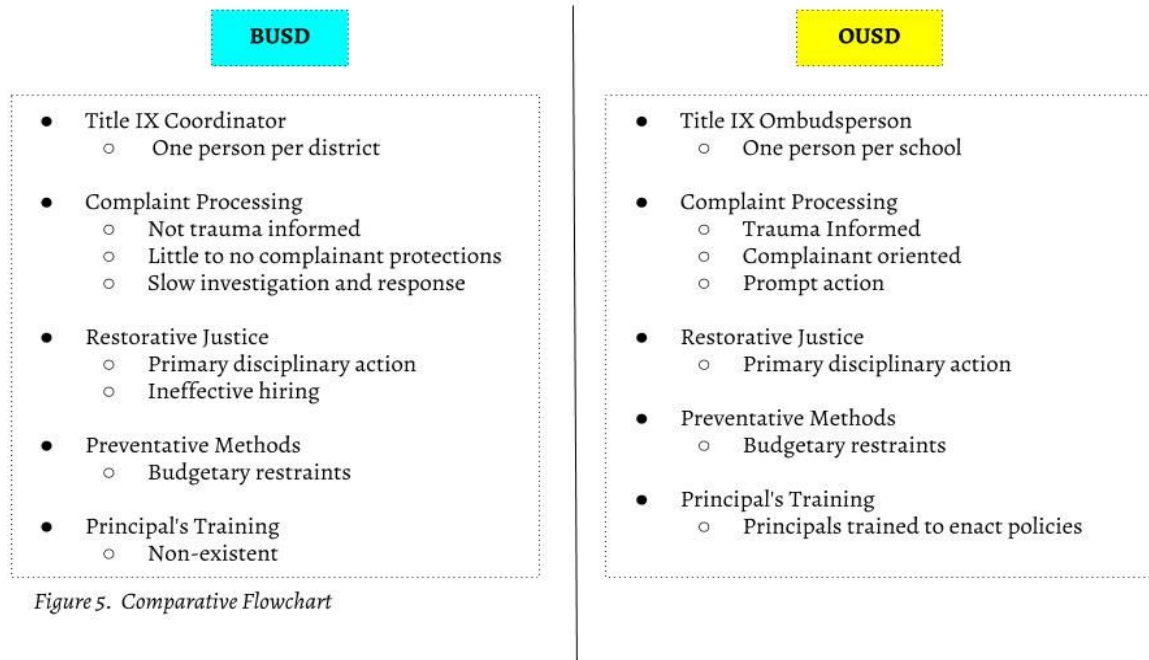 BUSD
● Title IX Coordinator
○ One person per district
● Complaint Processing
○ Not trauma informed
○ Little to no complainant protections
○ Slow investigation and response
● Restorative Justice
○ Primary disciplinary action
○ Ineffective hiring
● Preventative Methods
○ Budgetary restraints
● Principal's Training
○ Non-existent
Figure 5. Comparative Flowchart
OUSD
● Title IX Ombudsperson
○ One person per school
● Complaint Processing
○ Trauma Informed
○ Complainant oriented
○ Prompt action
● Restorative Justice
○ Primary disciplinary action
● Preventative Methods
○ Budgetary restraints
● Principal's Training
○ Principals trained to enact policies